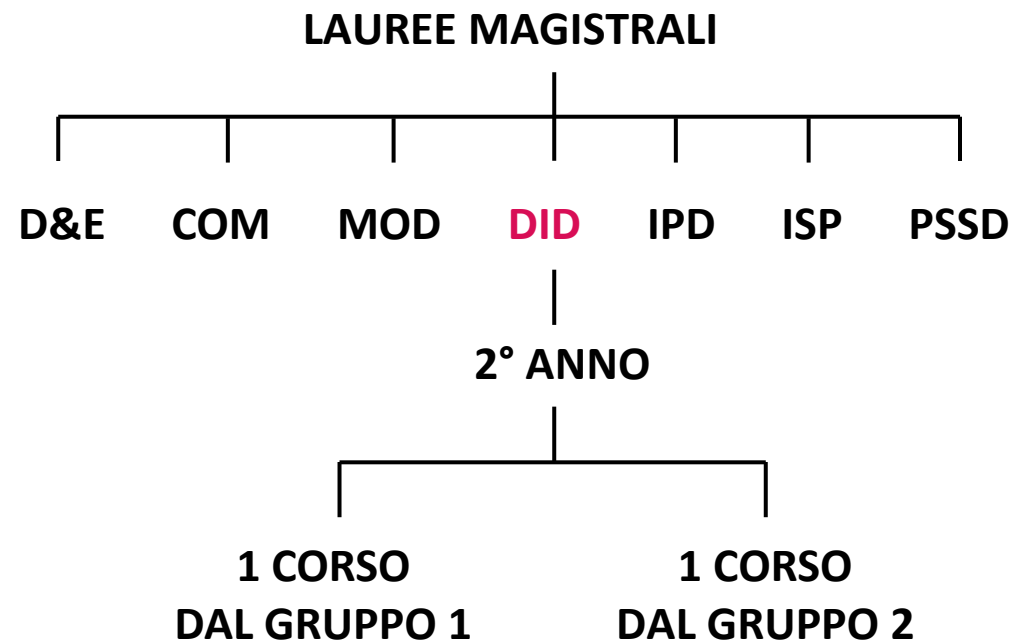 LAUREE MAGISTRALI
D&E COM MOD DID IPD ISP PSSD
2° ANNO
1 CORSO 1 CORSO
DAL GRUPPO 1 DAL GRUPPO 2